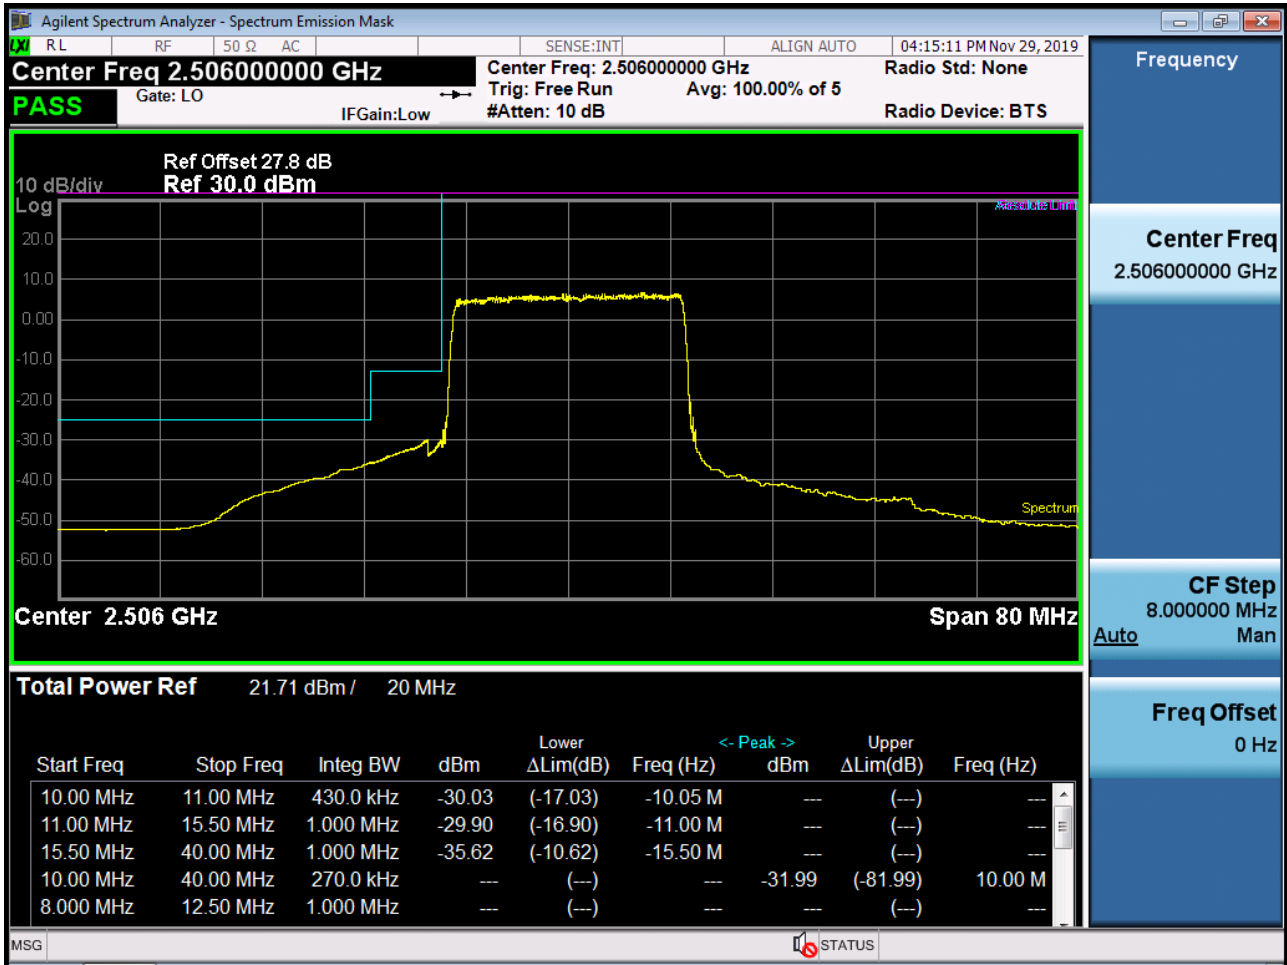 Agilent Spectrum Analyzer - Spectrum Emission Mask
LXI RL RF 50 Ω AC SENSE:INT ALIGN AUTO 04:15:11 PM Nov 29, 2019
Center Freq 2.506000000 GHz
Center Freq: 2.506000000 GHz
Radio Std: None
PASS
Gate: LO
Trig: Free Run
Avg: 100.00% of 5
IFGain:Low
#Atten: 10 dB
Radio Device: BTS
Ref Offset 27.8 dB
10 dB/div
Ref 30.0 dBm
Log
20.0
10.0
0.00
-10.0
-20.0
-30.0
-40.0
-50.0
-60.0
Spectrum
Center 2.506 GHz
Span 80 MHz
Total Power Ref 21.71 dBm / 20 MHz
Lower <- Peak -> Upper
Start Freq Stop Freq Integ BW dBm ΔLim(dB) Freq (Hz) dBm ΔLim(dB) Freq (Hz)
10.00 MHz 11.00 MHz 430.0 kHz -30.03 (-17.03) -10.05 M --- (---) ---
11.00 MHz 15.50 MHz 1.000 MHz -29.90 (-16.90) -11.00 M --- (---) ---
15.50 MHz 40.00 MHz 1.000 MHz -35.62 (-10.62) -15.50 M --- (---) ---
10.00 MHz 40.00 MHz 270.0 kHz --- (---) --- -31.99 (-81.99) 10.00 M
8.000 MHz 12.50 MHz 1.000 MHz --- (---) --- --- (---) ---
MSG
STATUS
Frequency
Center Freq
2.506000000 GHz
CF Step
8.000000 MHz
Auto Man
Freq Offset
0 Hz